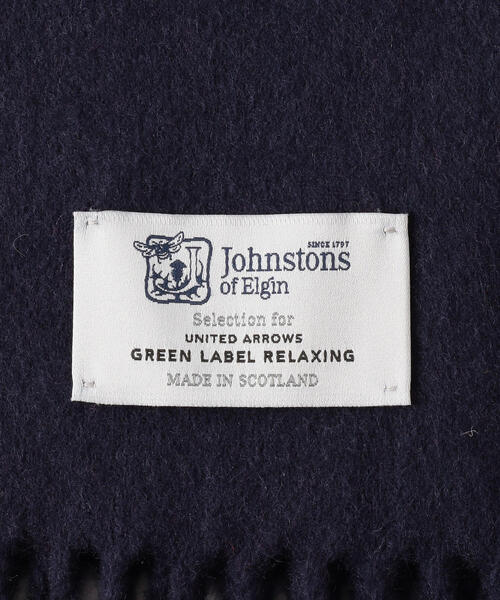 SINCE 1797
Johnstons
of Elgin
Selection for
UNITED ARROWS
GREEN LABEL RELAXING
MADE IN SCOTLAND